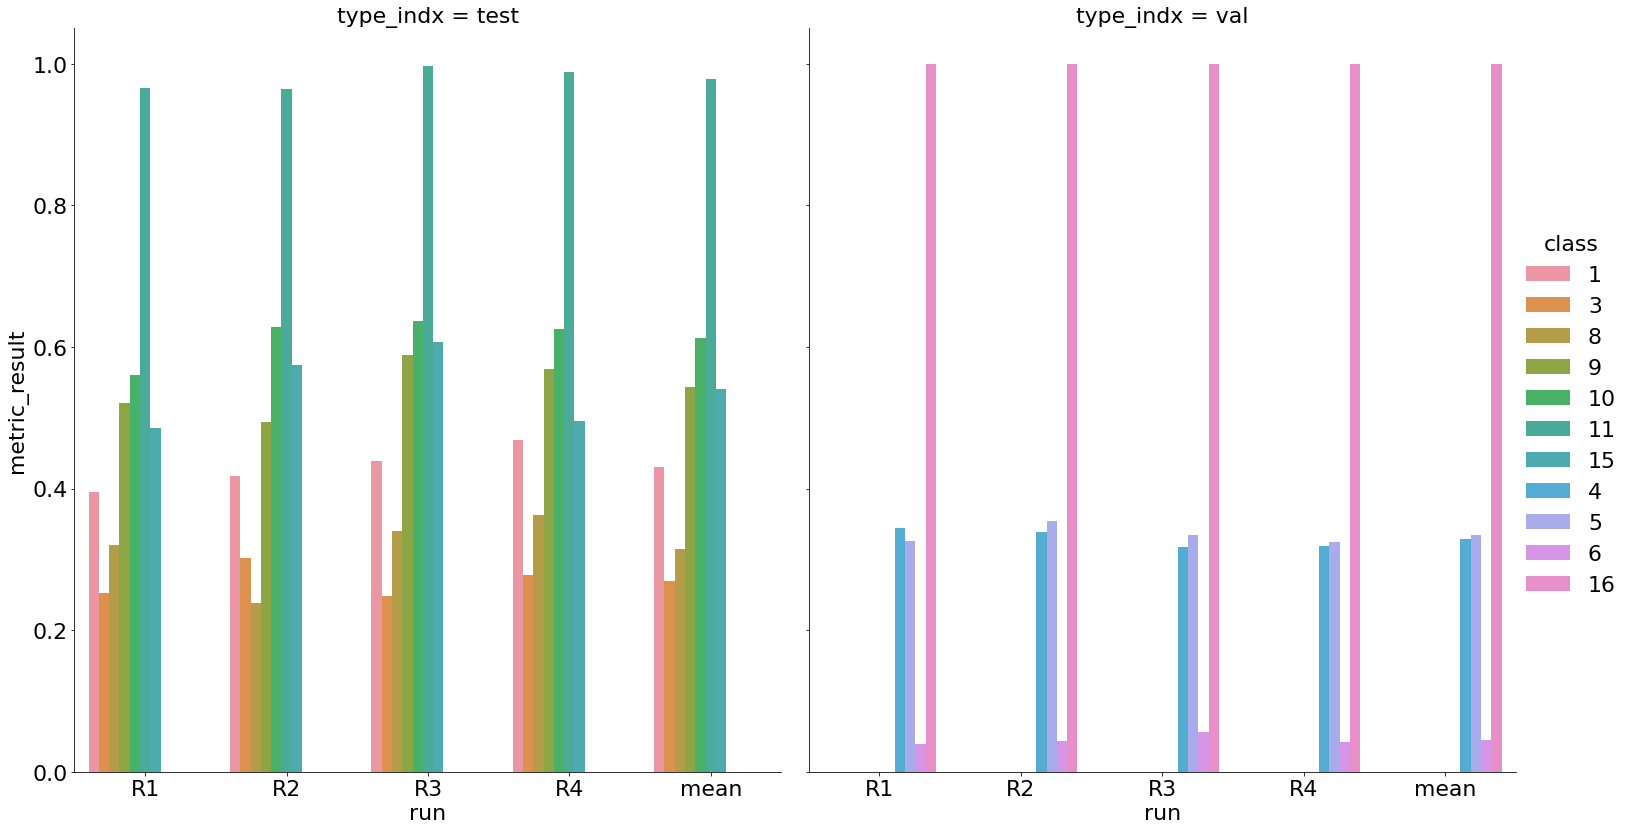 type_indx = test
type_indx = val
metric_result
1.0
0.8
0.6
0.4
0.2
0.0
R1 R2 R3 R4 mean
run
R1 R2 R3 R4 mean
run
class
1
3
8
9
10
11
15
4
5
6
16